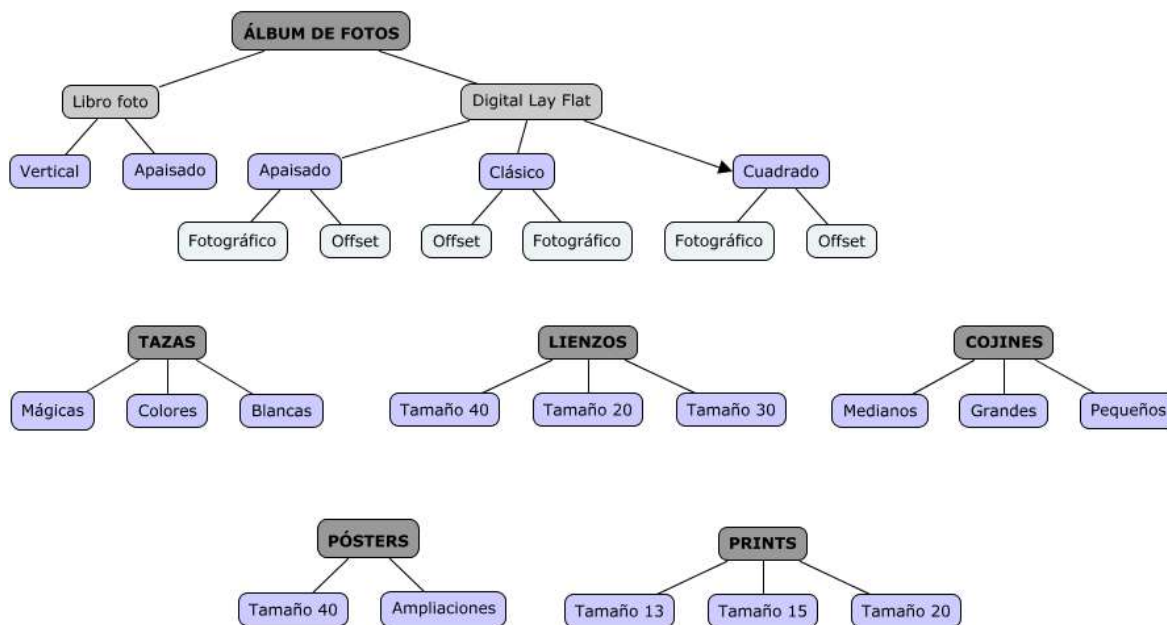 ÁLBUM DE FOTOS
Libro foto
Digital Lay Flat
Vertical
Apaisado
Apaisado
Clásico
Cuadrado
Fotográfico
Offset
Offset
Fotográfico
Fotográfico
Offset
TAZAS
LIENZOS
COJINES
Mágicas
Colores
Blancas
Tamaño 40
Tamaño 20
Tamaño 30
Medianos
Grandes
Pequeños
PÓSTERS
PRINTS
Tamaño 40
Ampliaciones
Tamaño 13
Tamaño 15
Tamaño 20